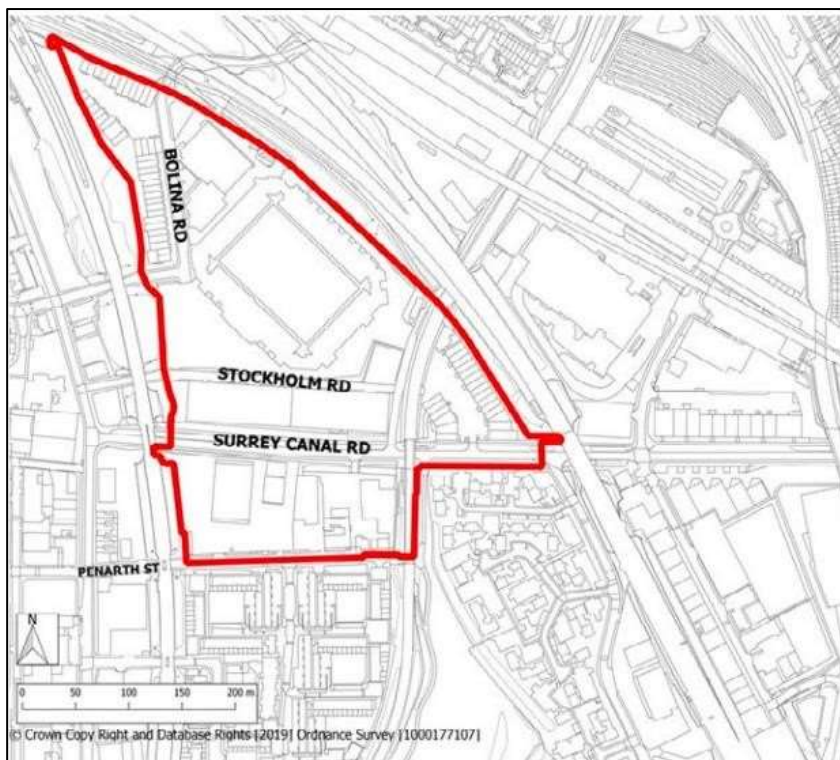 BOLINA RD
STOCKHOLM RD
SURREY CANAL RD
PENARTH ST
N
0 50 100 150 200 m
© Crown Copy Right and Database Rights [2019] Ordnance Survey [1000177107]